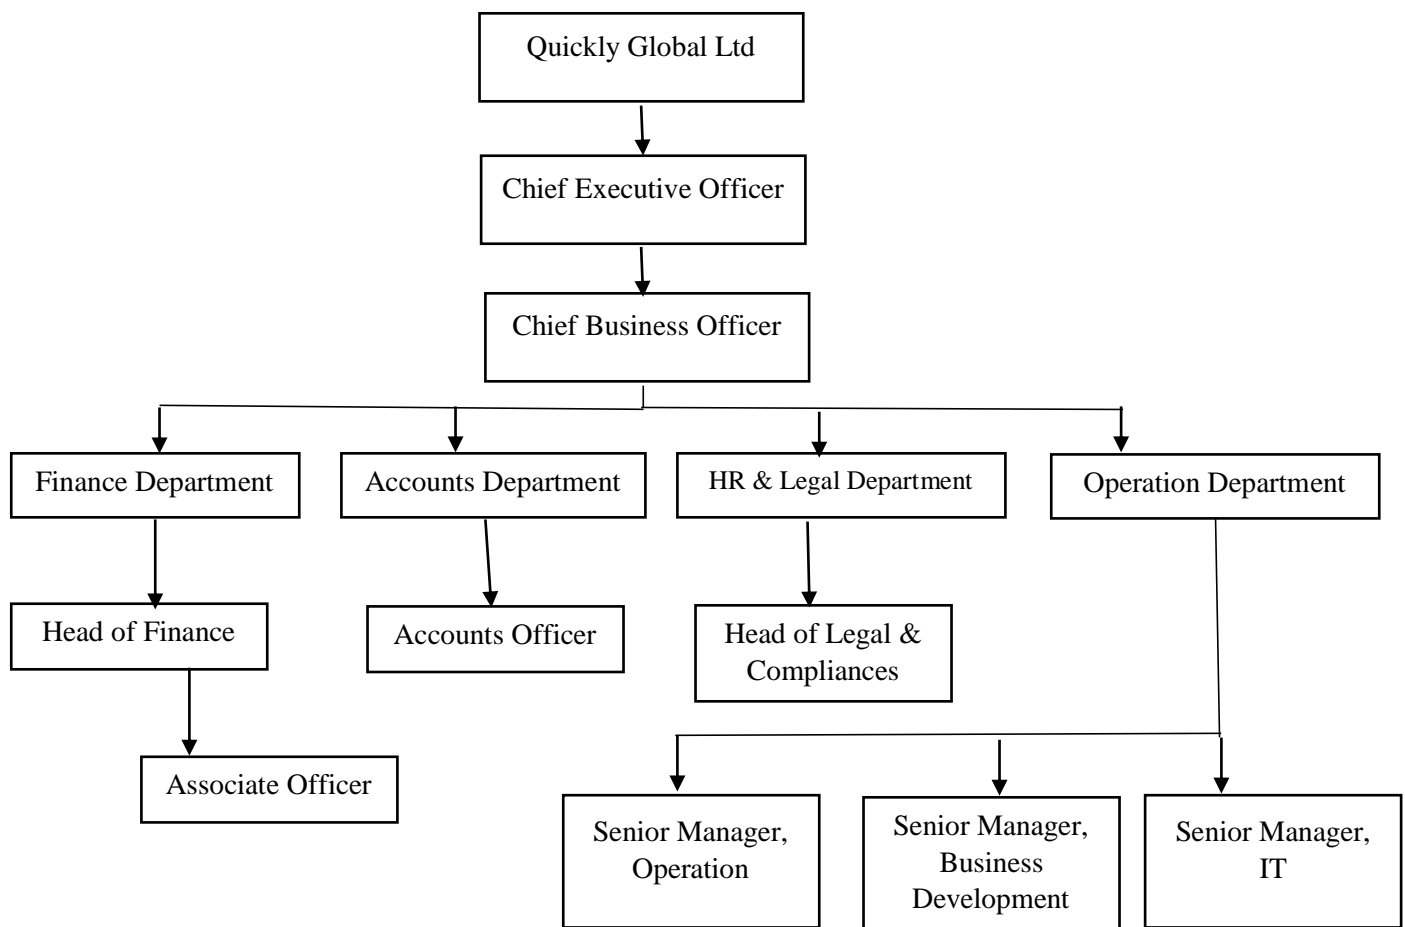 Quickly Global Ltd
Chief Executive Officer
Chief Business Officer
Finance Department
Accounts Department
HR & Legal Department
Operation Department
Head of Finance
Accounts Officer
Head of Legal &
Compliances
Associate Officer
Senior Manager,
Operation
Senior Manager,
Business
Development
Senior Manager,
IT